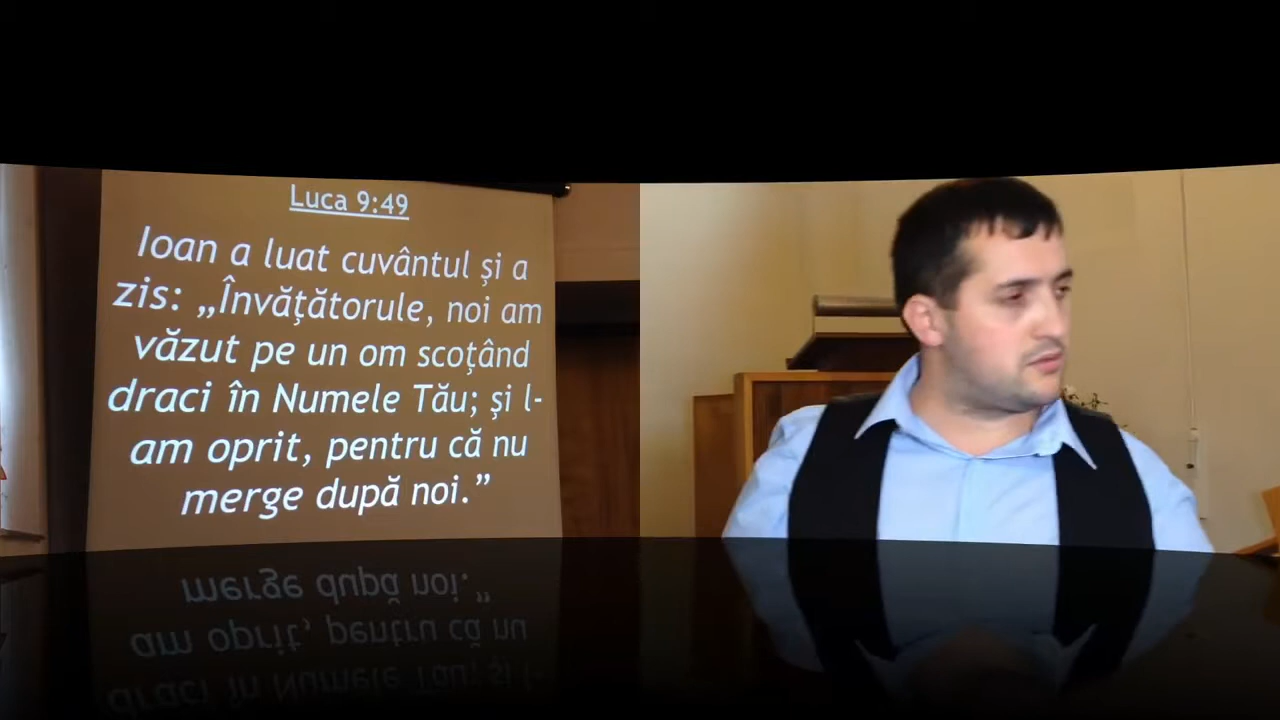 Luca 9:49
Ioan a luat cuvântul și a
zis: „Învățătorule, noi am
văzut pe un om scoțând
draci în Numele Tău; și l-
am oprit, pentru că nu
merge după noi.”